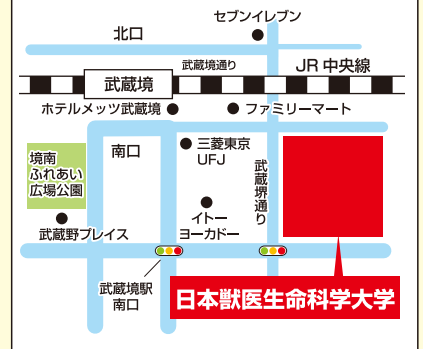 セブンイレブン
北口
武蔵境通り
JR 中央線
武蔵境
ホテルメッツ武蔵境
ファミリーマート
境南
ふれあい
広場公園
南口
三菱東京
UFJ
武蔵堺通り
イトー
ヨーカドー
武蔵野プレイス
武蔵境駅
南口
日本獣医生命科学大学